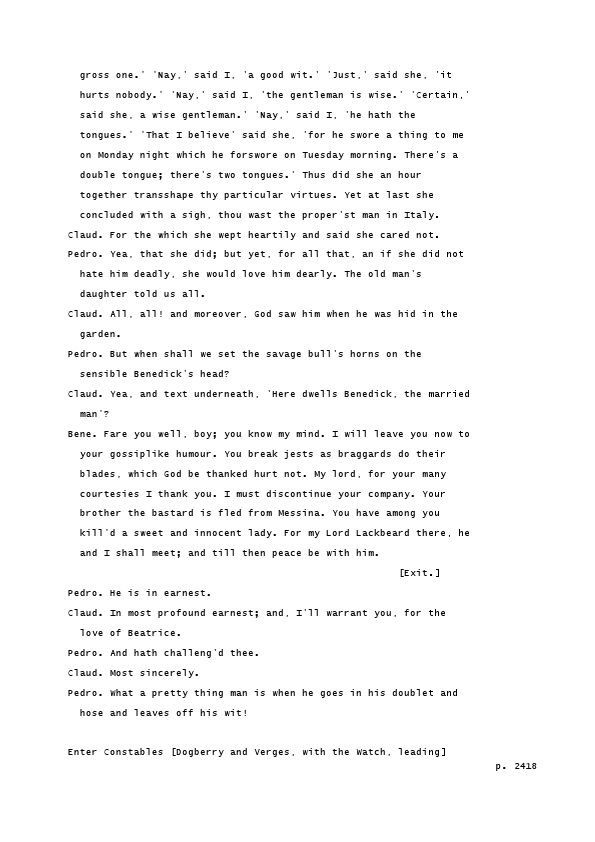 gross one.' 'Nay,' said I, 'a good wit.' 'Just,' said she, 'it
hurts nobody.' 'Nay,' said I, 'the gentleman is wise.' 'Certain,'
said she, a wise gentleman.' 'Nay,' said I, 'he hath the
tongues.' 'That I believe' said she, 'for he swore a thing to me
on Monday night which he forswore on Tuesday morning. There's a
double tongue; there's two tongues.' Thus did she an hour
together transshape thy particular virtues. Yet at last she
concluded with a sigh, thou wast the proper'st man in Italy.
Claud. For the which she wept heartily and said she cared not.
Pedro. Yea, that she did; but yet, for all that, an if she did not
hate him deadly, she would love him dearly. The old man's
daughter told us all.
Claud. All, all! and moreover, God saw him when he was hid in the
garden.
Pedro. But when shall we set the savage bull's horns on the
sensible Benedick's head?
Claud. Yea, and text underneath, 'Here dwells Benedick, the married
man'?
Bene. Fare you well, boy; you know my mind. I will leave you now to
your gossiplike humour. You break jests as braggards do their
blades, which God be thanked hurt not. My lord, for your many
courtesies I thank you. I must discontinue your company. Your
brother the bastard is fled from Messina. You have among you
kill'd a sweet and innocent lady. For my Lord Lackbeard there, he
and I shall meet; and till then peace be with him.
[Exit.]
Pedro. He is in earnest.
Claud. In most profound earnest; and, I'll warrant you, for the
love of Beatrice.
Pedro. And hath challeng'd thee.
Claud. Most sincerely.
Pedro. What a pretty thing man is when he goes in his doublet and
hose and leaves off his wit!
Enter Constables [Dogberry and Verges, with the Watch, leading]
p. 2418